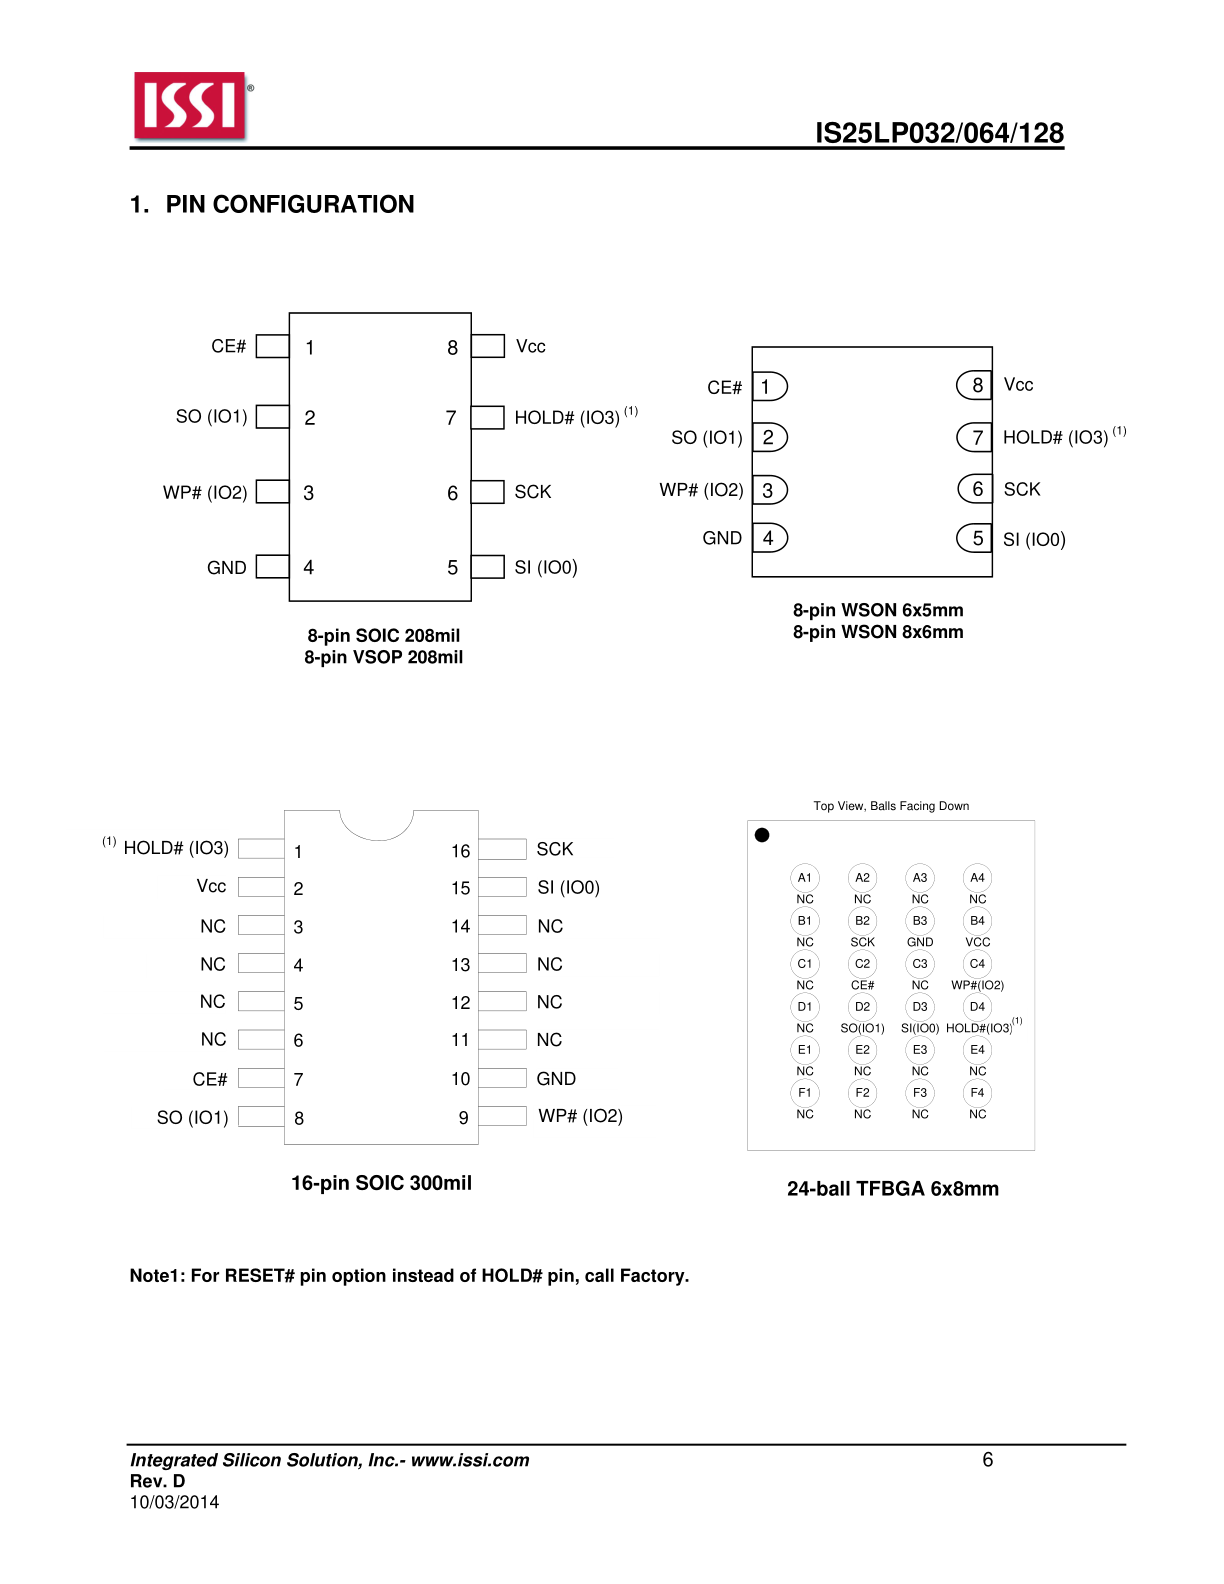 ISSI ®
IS25LP032/064/128
1. PIN CONFIGURATION
CE# 1 8 Vcc
SO (IO1) 2 7 HOLD# (IO3) (1)
WP# (IO2) 3 6 SCK
GND 4 5 SI (IO0)
8-pin SOIC 208mil
8-pin VSOP 208mil
CE# 1 8 Vcc
SO (IO1) 2 7 HOLD# (IO3) (1)
WP# (IO2) 3 6 SCK
GND 4 5 SI (IO0)
8-pin WSON 6x5mm
8-pin WSON 8x6mm
(1) HOLD# (IO3) 1 16 SCK
Vcc 2 15 SI (IO0)
NC 3 14 NC
NC 4 13 NC
NC 5 12 NC
NC 6 11 NC
CE# 7 10 GND
SO (IO1) 8 9 WP# (IO2)
16-pin SOIC 300mil
Top View, Balls Facing Down
A1 A2 A3 A4
NC NC NC NC
B1 B2 B3 B4
NC SCK GND VCC
C1 C2 C3 C4
NC CE# NC WP#(IO2)
D1 D2 D3 D4
NC SO(IO1) SI(IO0) HOLD#(IO3)(1)
E1 E2 E3 E4
NC NC NC NC
F1 F2 F3 F4
NC NC NC NC
24-ball TFBGA 6x8mm
Note1: For RESET# pin option instead of HOLD# pin, call Factory.
Integrated Silicon Solution, Inc.- www.issi.com 6
Rev. D
10/03/2014